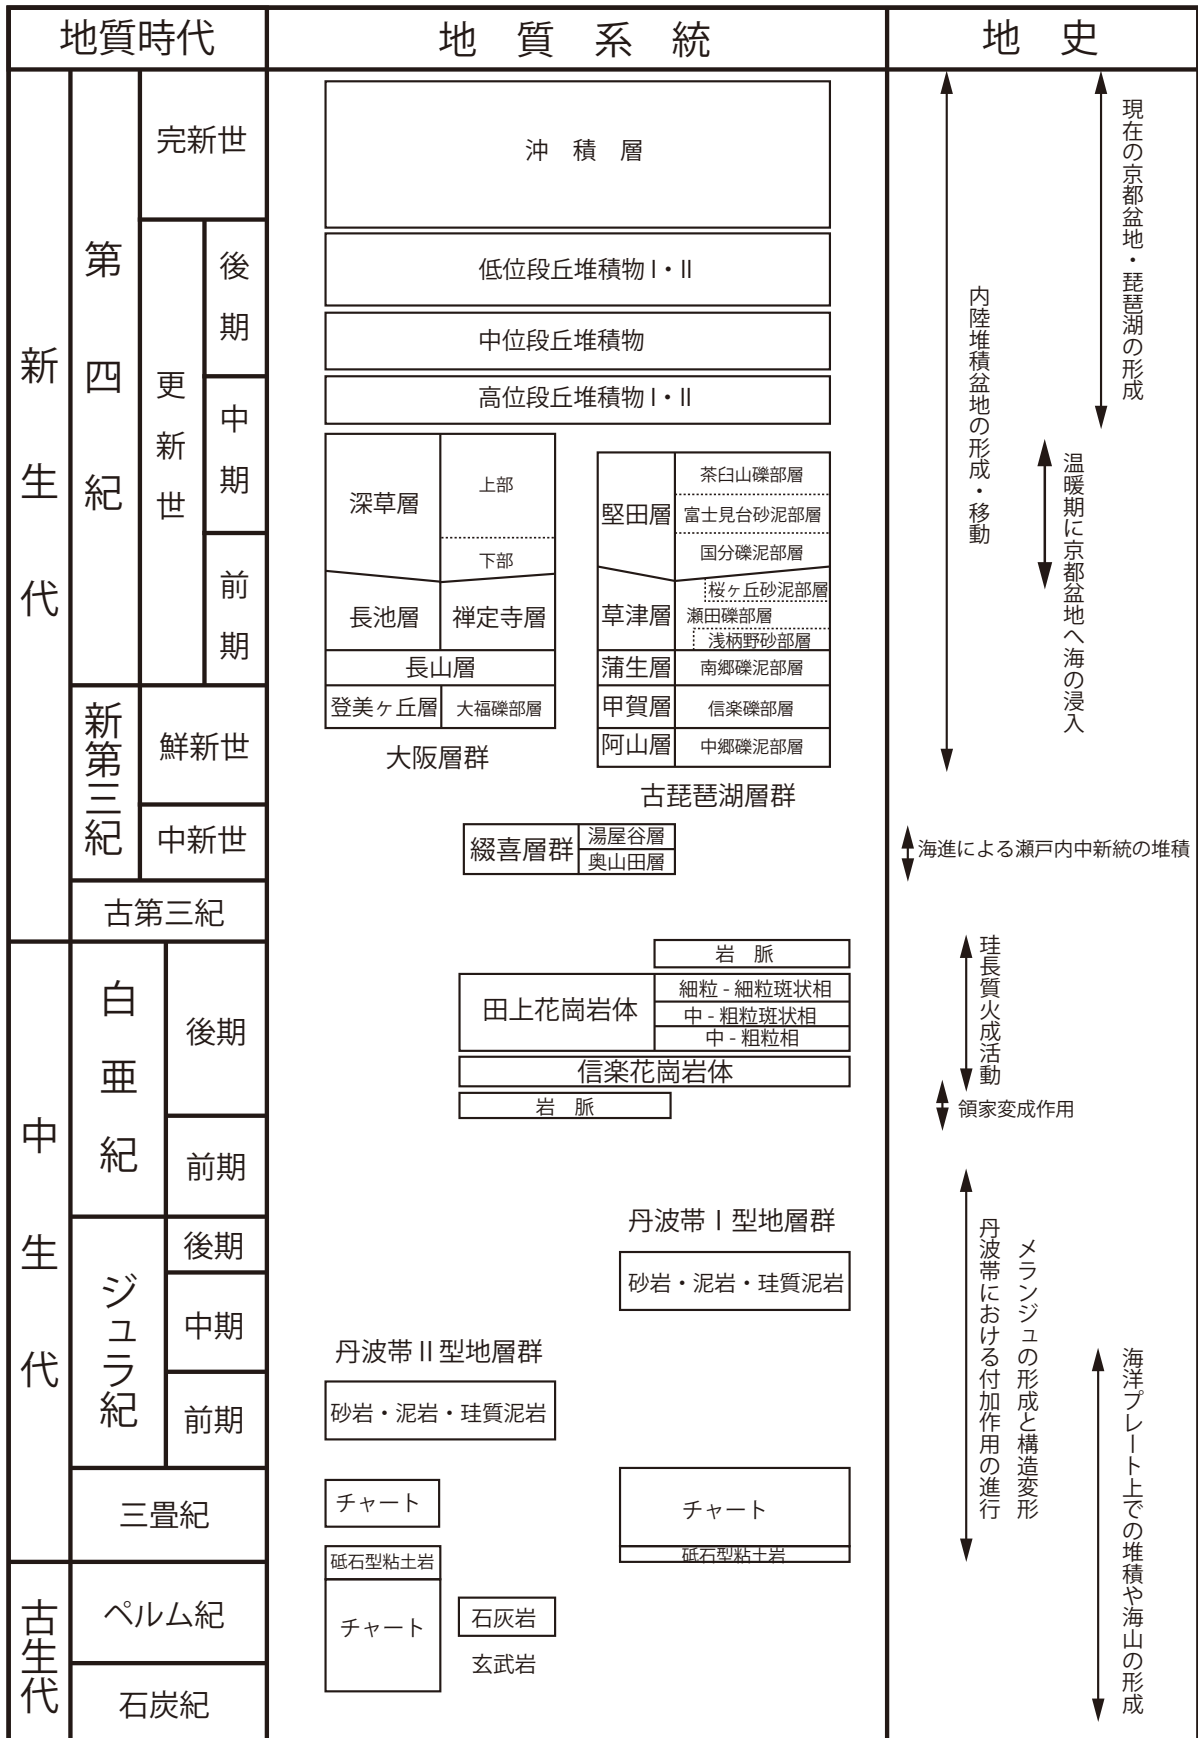 地質時代
地質系統
地史
新生代
第四紀
完新世
更新世
後期
中期
前期
新第三紀
鮮新世
中新世
古第三紀
中生代
白亜紀
後期
前期
ジュラ紀
後期
中期
前期
三畳紀
古生代
ペルム紀
石炭紀
沖積層
低位段丘堆積物Ⅰ・Ⅱ
中位段丘堆積物
高位段丘堆積物Ⅰ・Ⅱ
深草層
上部
下部
長池層
禅定寺層
長山層
登美ヶ丘層
大福礫部層
大阪層群
堅田層
茶臼山礫部層
富士見台砂泥部層
国分礫泥部層
草津層
桜ヶ丘砂泥部層
瀬田礫部層
浅柄野砂部層
蒲生層
南郷礫泥部層
甲賀層
信楽礫部層
阿山層
中郷礫泥部層
古琵琶湖層群
綴喜層群
湯屋谷層
奥山田層
岩脈
田上花崗岩体
細粒 - 細粒斑状相
中 - 粗粒斑状相
中 - 粗粒相
信楽花崗岩体
岩脈
丹波帯Ⅰ型地層群
砂岩・泥岩・珪質泥岩
丹波帯Ⅱ型地層群
砂岩・泥岩・珪質泥岩
チャート
砥石型粘土岩
チャート
石灰岩
玄武岩
チャート
砥石型粘土岩
現在の京都盆地・琵琶湖の形成
内陸堆積盆地の形成・移動
温暖期に京都盆地へ海の浸入
海進による瀬戸内中新統の堆積
珪長質火成活動
領家変成作用
メランジュの形成と構造変形
丹波帯における付加作用の進行
海洋プレート上での堆積や海山の形成